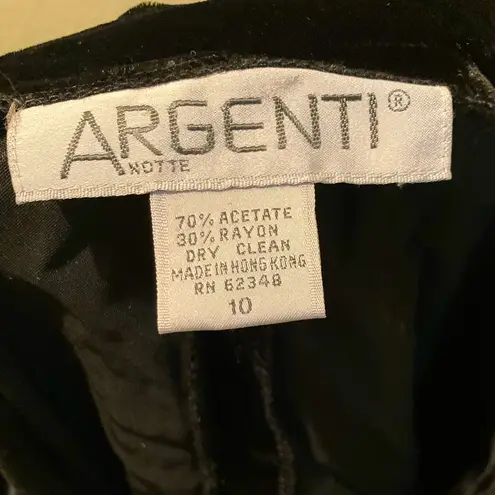 ARGENTI®
NOTTE
70% ACETATE
30% RAYON
DRY CLEAN
MADE IN HONG KONG
RN 62348
10